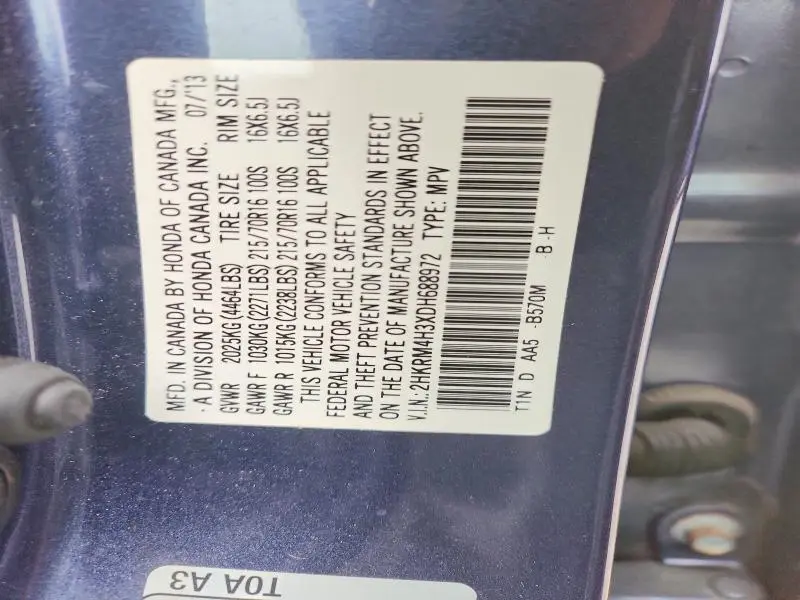 MFD. IN CANADA BY HONDA OF CANADA MFG.,
A DIVISION OF HONDA CANADA INC. 07/'13
GVWR 2025KG (4464LBS) TIRE SIZE RIM SIZE
GAWR F 1030KG (2271LBS) 215/70R16 100S 16X6.5J
GAWR R 1015KG (2238LBS) 215/70R16 100S 16X6.5J
THIS VEHICLE CONFORMS TO ALL APPLICABLE
FEDERAL MOTOR VEHICLE SAFETY
AND THEFT PREVENTION STANDARDS IN EFFECT
ON THE DATE OF MANUFACTURE SHOWN ABOVE.
V.I.N.: 2HKRM4H3XDH688972 TYPE: MPV
T1N D AA5 -B570M B -H
T0A A3